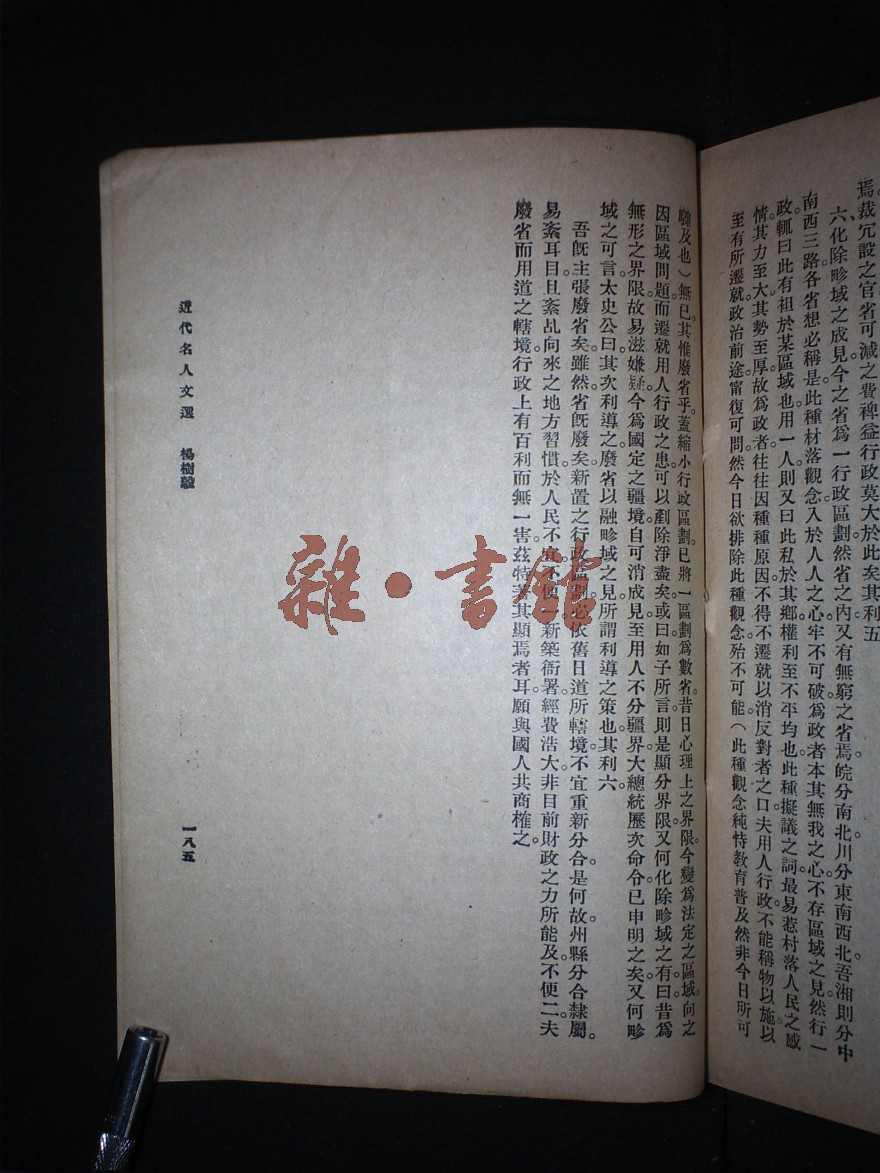 焉。裁冗設之官。省可減之費。裨益行政。莫大於此矣。其利五
六、化除畛域之成見。今之省爲一行政區劃。然省之內又有無窮之省焉。皖分南北。川分東南西北。吾湘則分中
南西三路。各省想必稱是。此種村落觀念。入於人人之心。牢不可破。爲政者本其無我之心。不存區域之見。然行一
政。輒曰此有袒於某區域也。用一人。則又曰此私於其鄉。權利至不平均也。此種擬議之詞。最易惹村落人民之感
情。其力至大。其勢至厚。故爲政者往往因種種原因。不得不遷就以消反對者之口。夫用人行政。不能稱物以施。以
至有所遷就。政治前途。甯復可問。然今日欲排除此種觀念。殆不可能（此種觀念純恃教育普及然非今日所可
驟及也）無已。其惟廢省乎。蓋縮小行政區劃。已將一區劃爲數省。昔日心理上之界限。今變爲法定之區域。向之
因區域問題而遷就用人行政之患。可以剷除淨盡矣。或曰如子所言。則是顯分界限。又何化除畛域之有。曰昔爲
無形之界限。故易滋嫌疑。今爲國定之疆境。自可消成見。至用人不分疆界。大總統歷次命令。已申明之矣。又何畛
域之可言。太史公曰。其次利導之。廢省以融畛域之見。所謂利導之策也。其利六。
吾旣主張廢省矣。雖然。省旣廢矣。新置之行政區劃。必依舊日道所轄境。不宜重新分合。是何故。州縣分合隸屬。
易紊耳目。且紊乱向來之地方習慣。於人民不宜。不便一。新築衙署。經費浩大。非目前財政之力所能及。不便二。夫
廢省而用道之轄境。行政上有百利而無一害。茲特著其顯焉者耳。願與國人共商榷之。
近代名人文選 楊樹毅
一八五
雜·書館